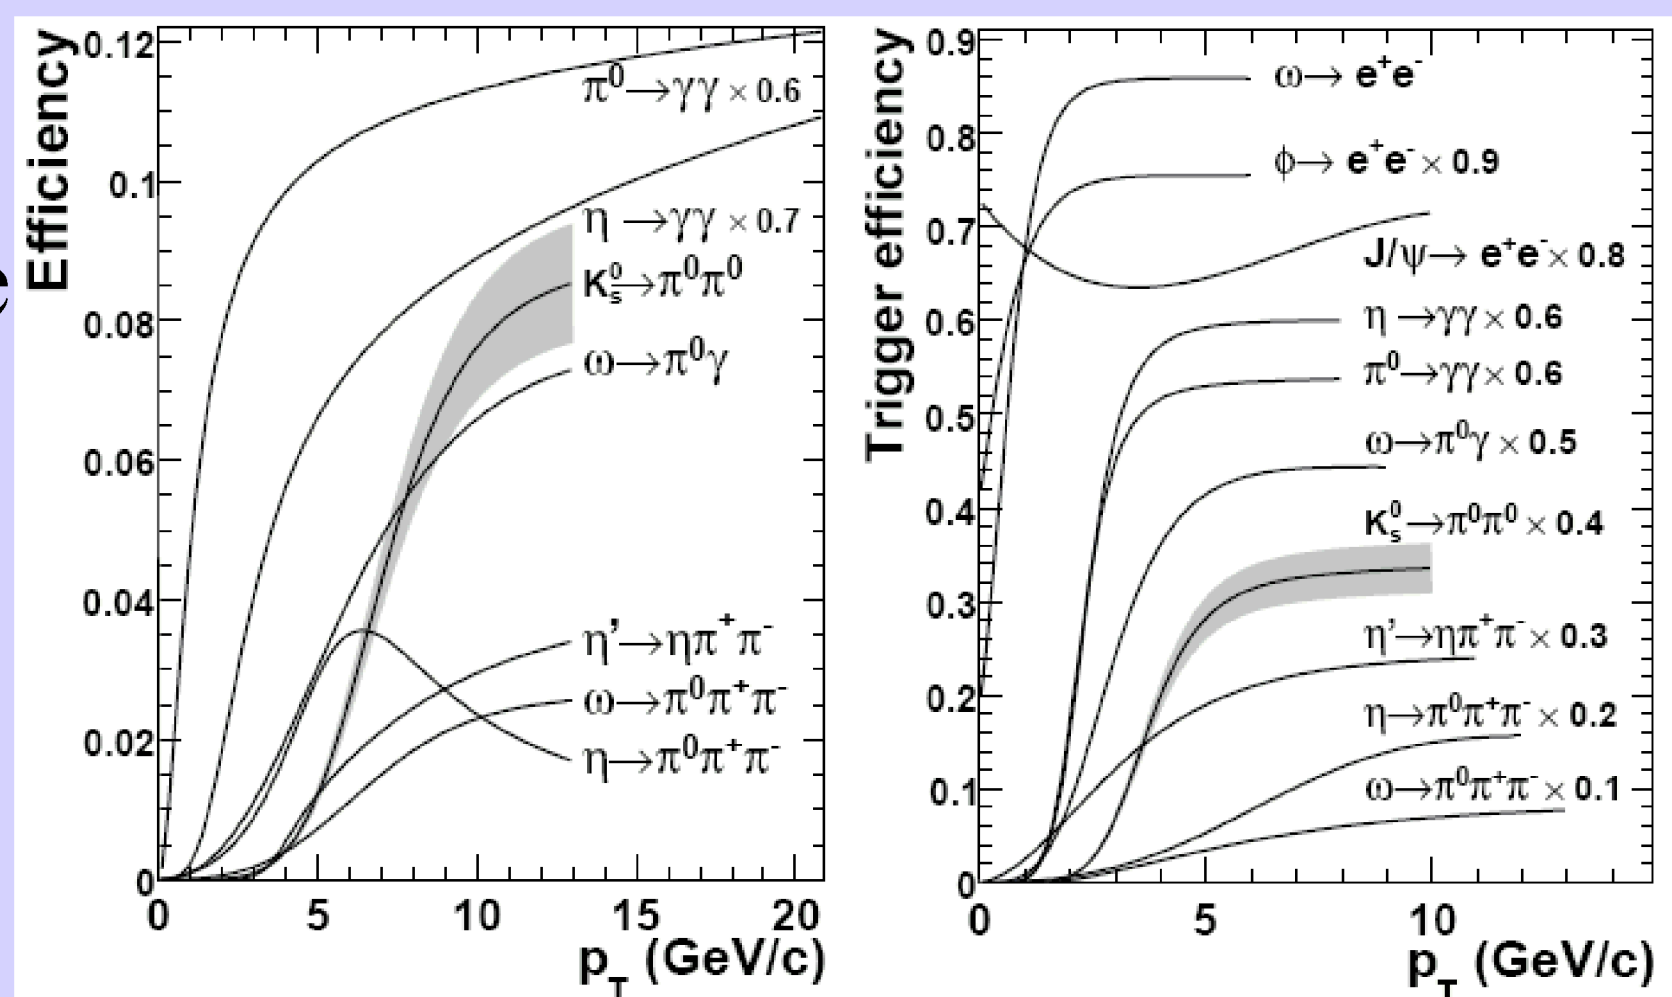 Efficiency
0.12
0.1
0.08
0.06
0.04
0.02
0
0 5 10 15 20
p_T (GeV/c)
π⁰→γγ × 0.6
η →γγ × 0.7
K⁰ₛ→π⁰π⁰
ω→π⁰γ
η'→ηπ⁺π⁻
ω→π⁰π⁺π⁻
η→π⁰π⁺π⁻
Trigger efficiency
0.9
0.8
0.7
0.6
0.5
0.4
0.3
0.2
0.1
0
0 5 10
p_T (GeV/c)
ω→ e⁺e⁻
ϕ→ e⁺e⁻ × 0.9
J/ψ→ e⁺e⁻ × 0.8
η →γγ × 0.6
π⁰→γγ × 0.6
ω→π⁰γ × 0.5
K⁰ₛ→π⁰π⁰ × 0.4
η'→ηπ⁺π⁻ × 0.3
η→π⁰π⁺π⁻ × 0.2
ω→π⁰π⁺π⁻ × 0.1